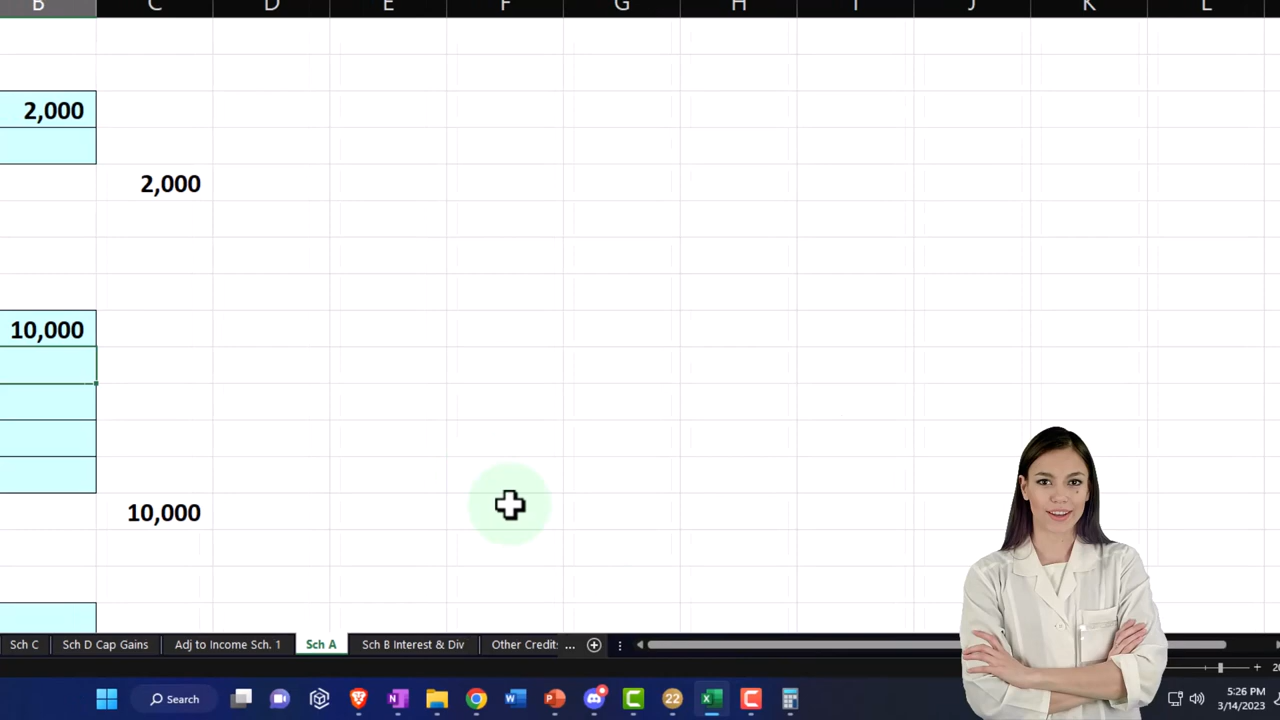 B C D E F G H I J K L
2,000
2,000
10,000
10,000
Sch C Sch D Cap Gains Adj to Income Sch. 1 Sch A Sch B Interest & Div Other Credits ...
Search 22 5:26 PM
3/14/2023